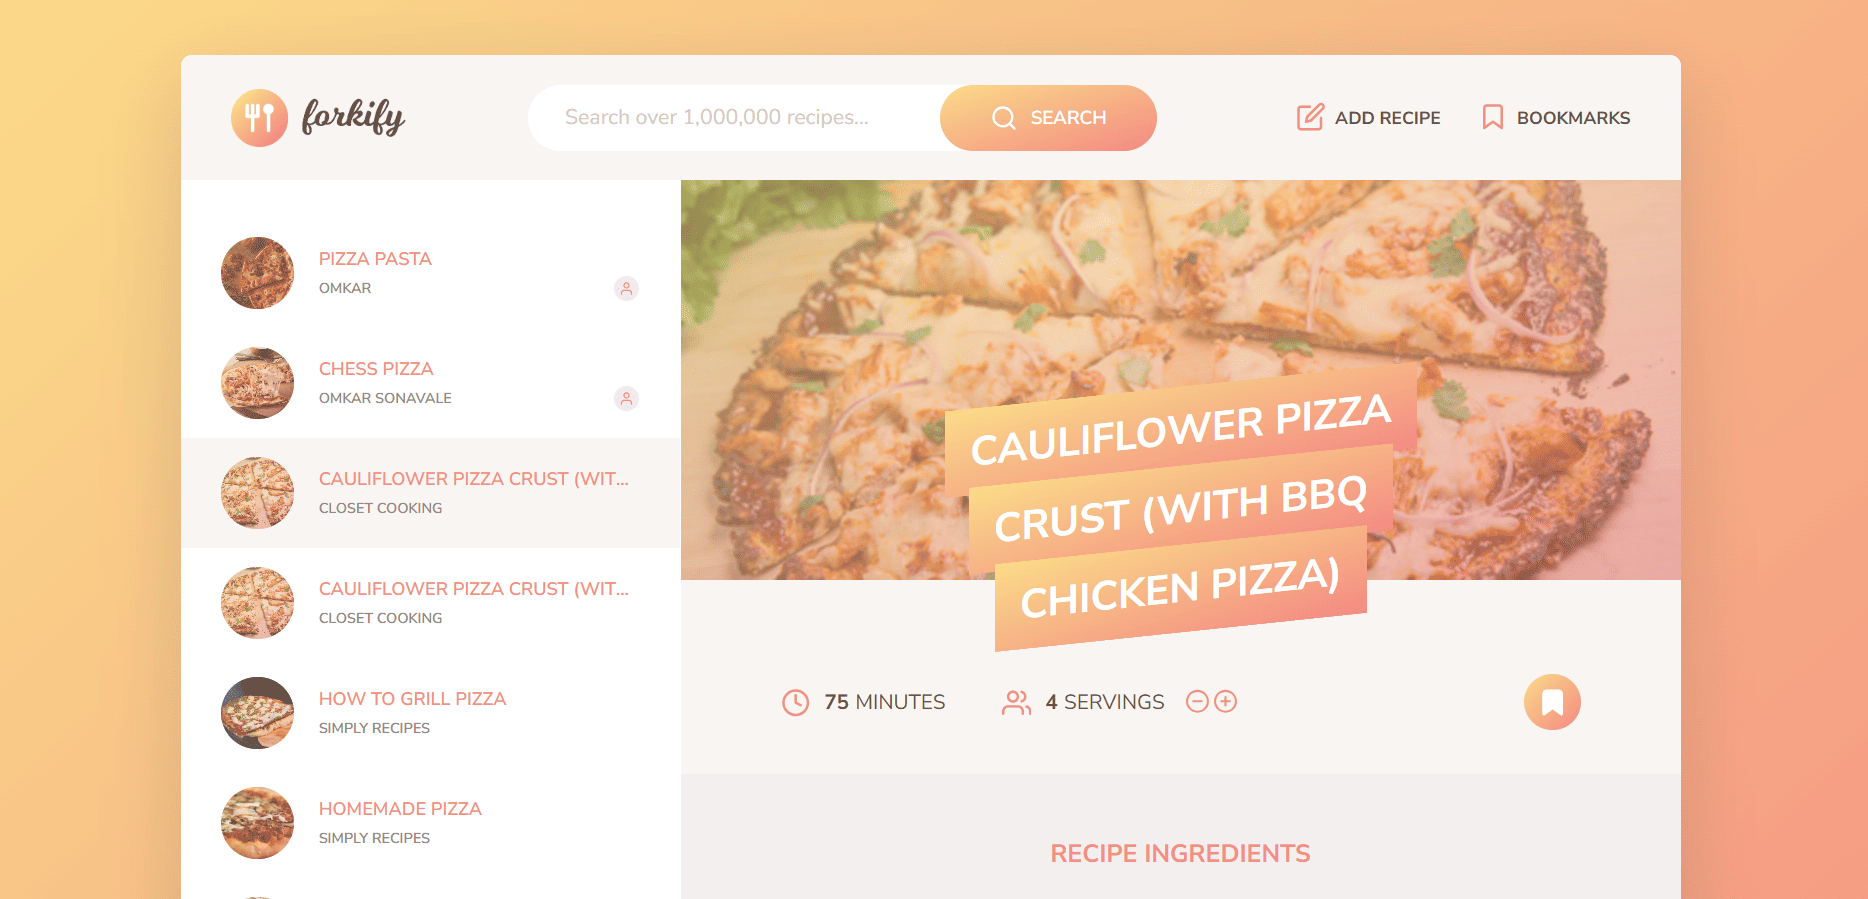 forkify
Search over 1,000,000 recipes...
SEARCH
ADD RECIPE
BOOKMARKS
PIZZA PASTA
OMKAR
CHESS PIZZA
OMKAR SONAVALE
CAULIFLOWER PIZZA CRUST (WIT...
CLOSET COOKING
CAULIFLOWER PIZZA CRUST (WIT...
CLOSET COOKING
HOW TO GRILL PIZZA
SIMPLY RECIPES
HOMEMADE PIZZA
SIMPLY RECIPES
CAULIFLOWER PIZZA
CRUST (WITH BBQ
CHICKEN PIZZA)
75 MINUTES
4 SERVINGS
RECIPE INGREDIENTS